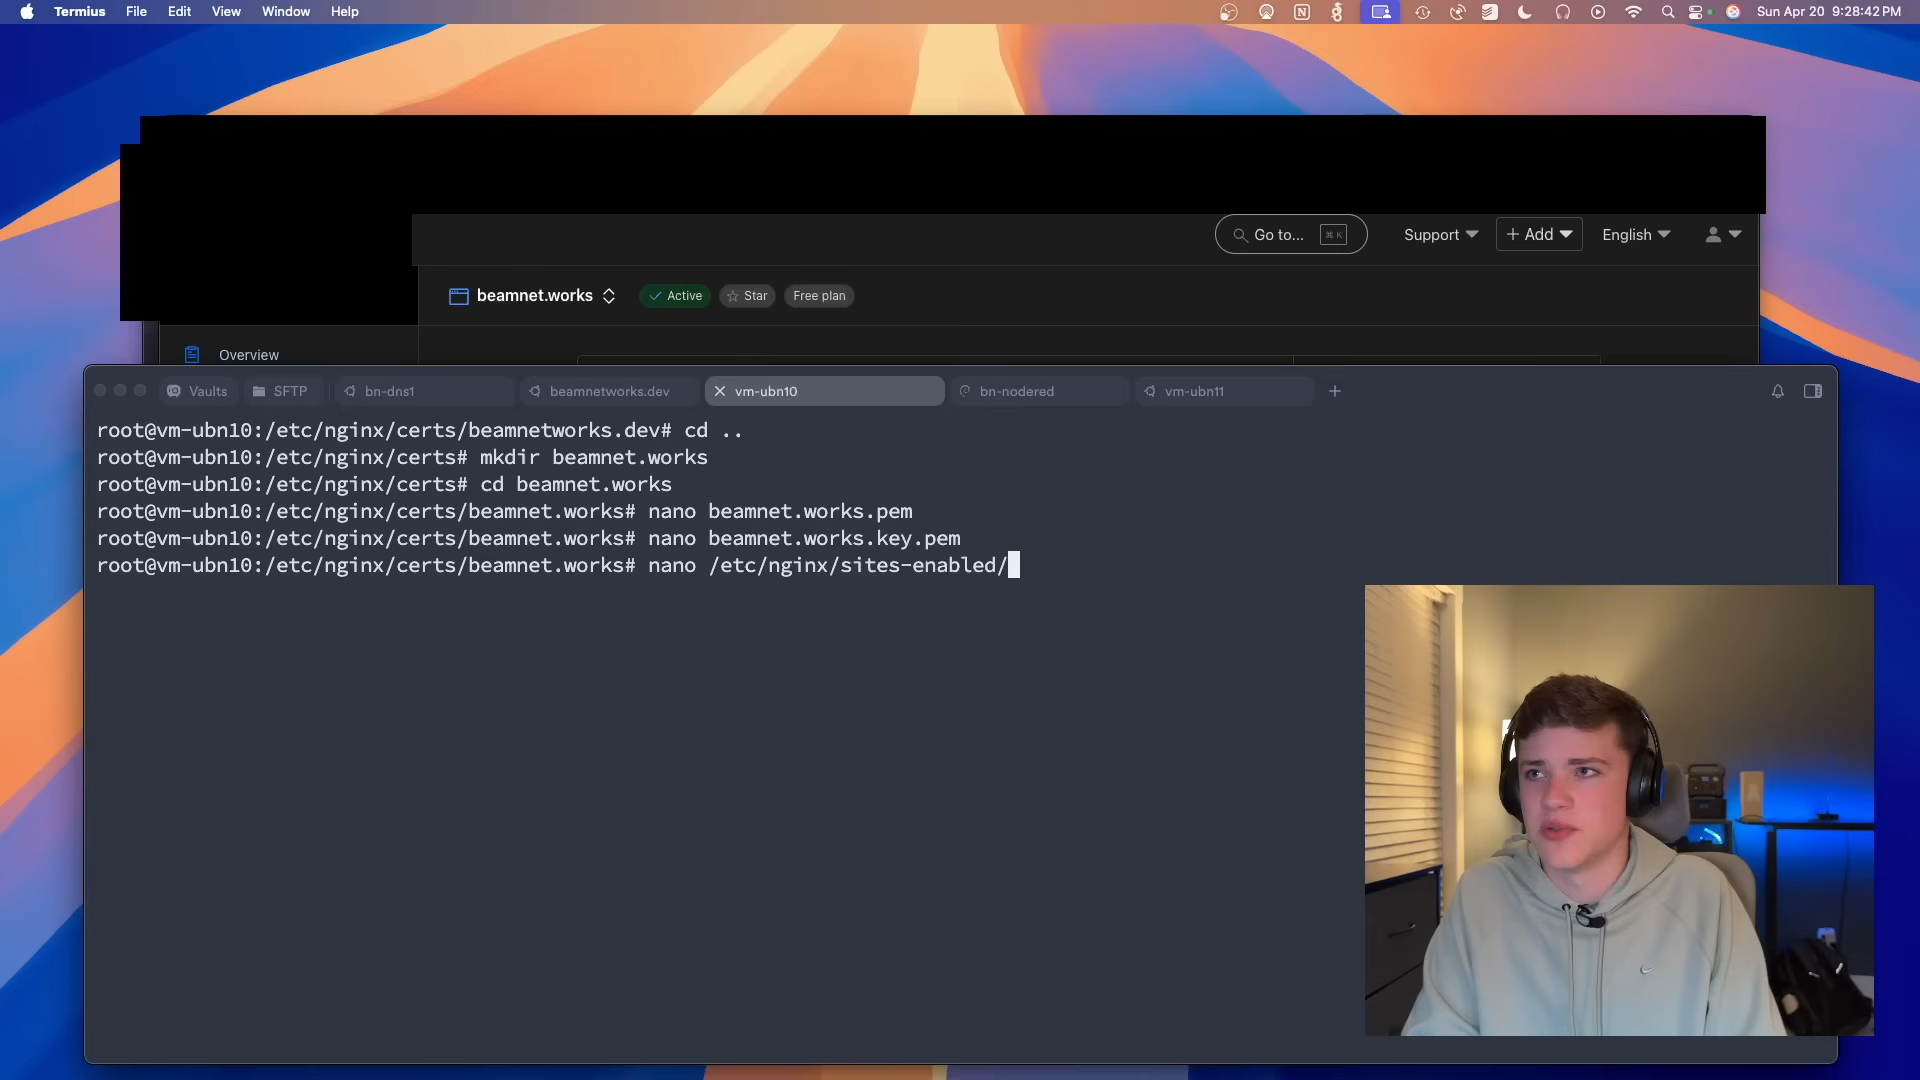 Termius File Edit View Window Help
Sun Apr 20 9:28:42 PM
Go to... ⌘ K
Support
+ Add
English
beamnet.works
Active
Star
Free plan
Overview
Vaults
SFTP
bn-dns1
beamnetworks.dev
vm-ubn10
bn-nodered
vm-ubn11
root@vm-ubn10:/etc/nginx/certs/beamnetworks.dev# cd ..
root@vm-ubn10:/etc/nginx/certs# mkdir beamnet.works
root@vm-ubn10:/etc/nginx/certs# cd beamnet.works
root@vm-ubn10:/etc/nginx/certs/beamnet.works# nano beamnet.works.pem
root@vm-ubn10:/etc/nginx/certs/beamnet.works# nano beamnet.works.key.pem
root@vm-ubn10:/etc/nginx/certs/beamnet.works# nano /etc/nginx/sites-enabled/